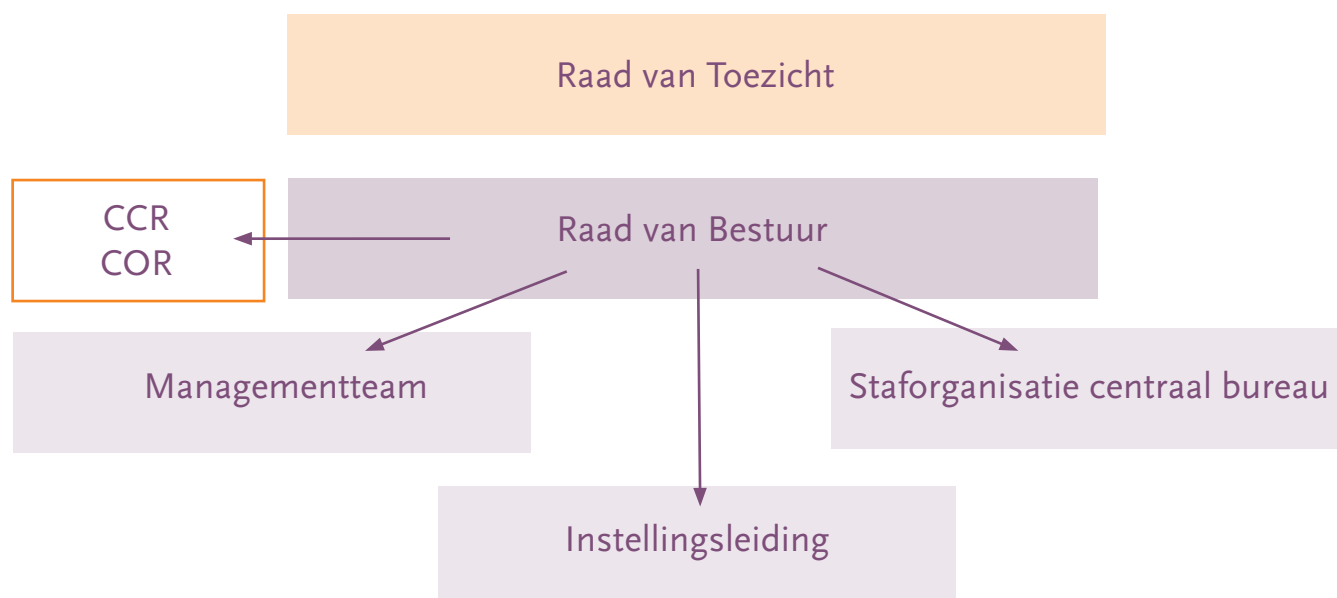 Raad van Toezicht
CCR
COR
Raad van Bestuur
Managementteam
Staforganisatie centraal bureau
Instellingsleiding